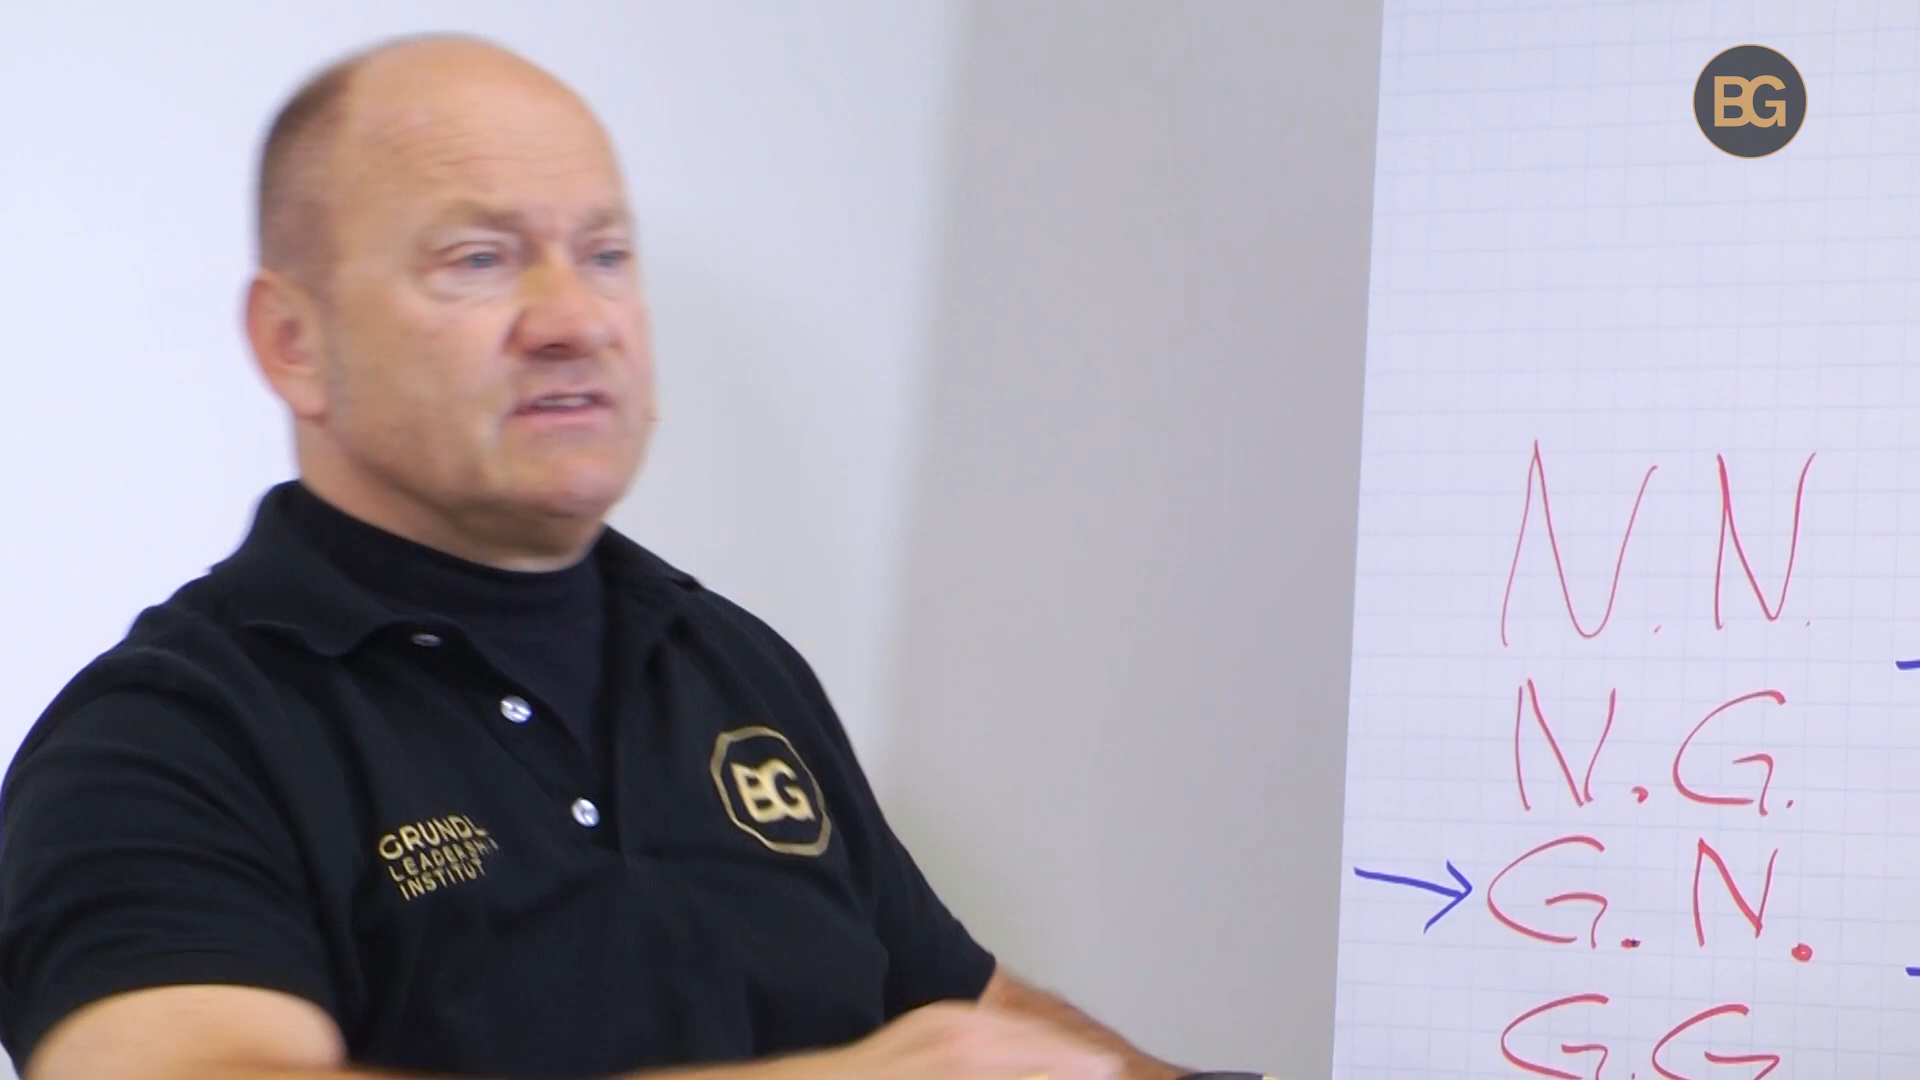 BG
GRUNDL
LEADERSHIP
INSTITUT
BG
N. N.
N. G.
G. N.
G. G